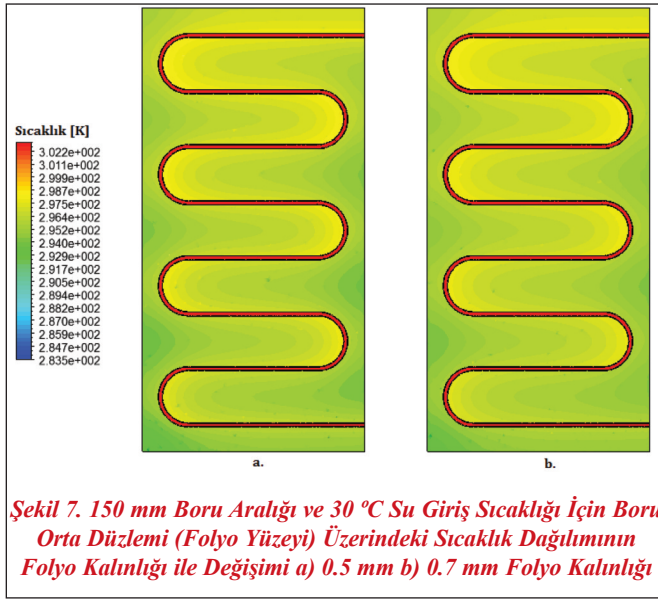 Sıcaklık [K]
3.022e+002
3.011e+002
2.999e+002
2.987e+002
2.975e+002
2.964e+002
2.952e+002
2.940e+002
2.929e+002
2.917e+002
2.905e+002
2.894e+002
2.882e+002
2.870e+002
2.859e+002
2.847e+002
2.835e+002
a.
b.
Şekil 7. 150 mm Boru Aralığı ve 30 ºC Su Giriş Sıcaklığı İçin Boru
Orta Düzlemi (Folyo Yüzeyi) Üzerindeki Sıcaklık Dağılımının
Folyo Kalınlığı ile Değişimi a) 0.5 mm b) 0.7 mm Folyo Kalınlığı